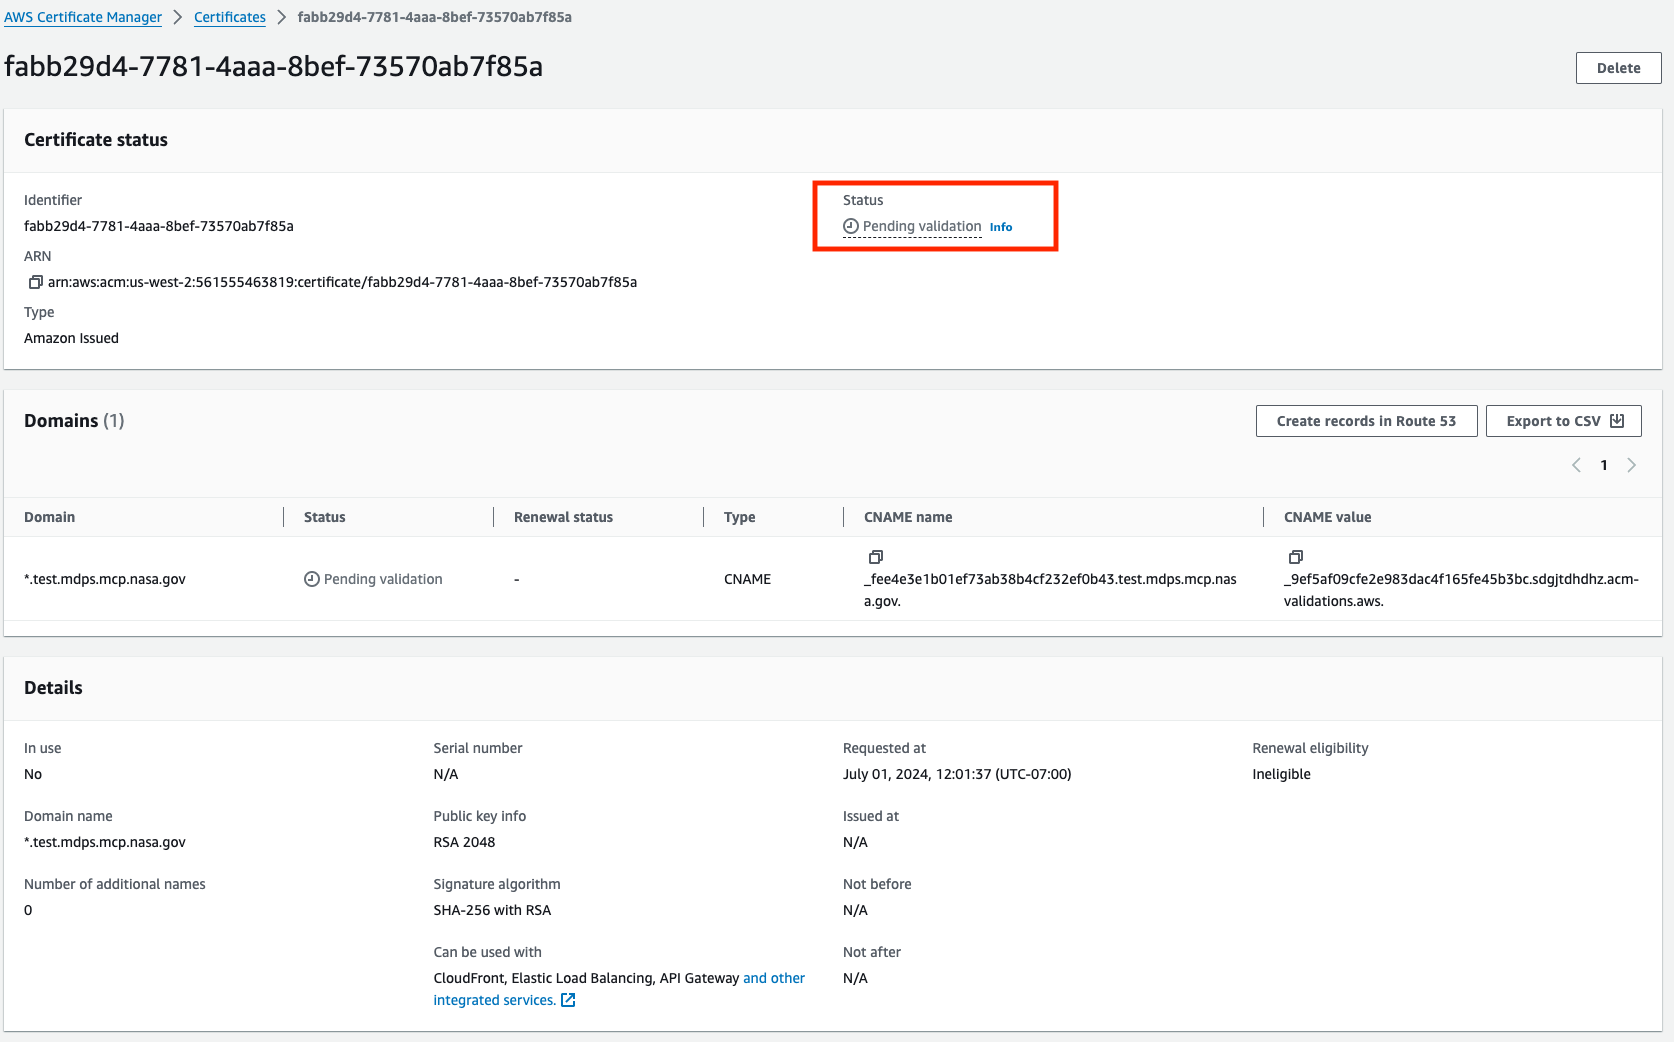 AWS Certificate Manager > Certificates > fabb29d4-7781-4aaa-8bef-73570ab7f85a
fabb29d4-7781-4aaa-8bef-73570ab7f85a
Delete
Certificate status
Identifier
fabb29d4-7781-4aaa-8bef-73570ab7f85a
ARN
arn:aws:acm:us-west-2:561555463819:certificate/fabb29d4-7781-4aaa-8bef-73570ab7f85a
Type
Amazon Issued
Status
Pending validation Info
Domains (1)
Create records in Route 53
Export to CSV
< 1 >
Domain Status Renewal status Type CNAME name CNAME value
*.test.mdps.mcp.nasa.gov
Pending validation
-
CNAME
_fee4e3e1b01ef73ab38b4cf232ef0b43.test.mdps.mcp.nas
a.gov.
_9ef5af09cfe2e983dac4f165fe45b3bc.sdgjtdhdhz.acm-
validations.aws.
Details
In use
No
Domain name
*.test.mdps.mcp.nasa.gov
Number of additional names
0
Serial number
N/A
Public key info
RSA 2048
Signature algorithm
SHA-256 with RSA
Can be used with
CloudFront, Elastic Load Balancing, API Gateway and other
integrated services.
Requested at
July 01, 2024, 12:01:37 (UTC-07:00)
Issued at
N/A
Not before
N/A
Not after
N/A
Renewal eligibility
Ineligible